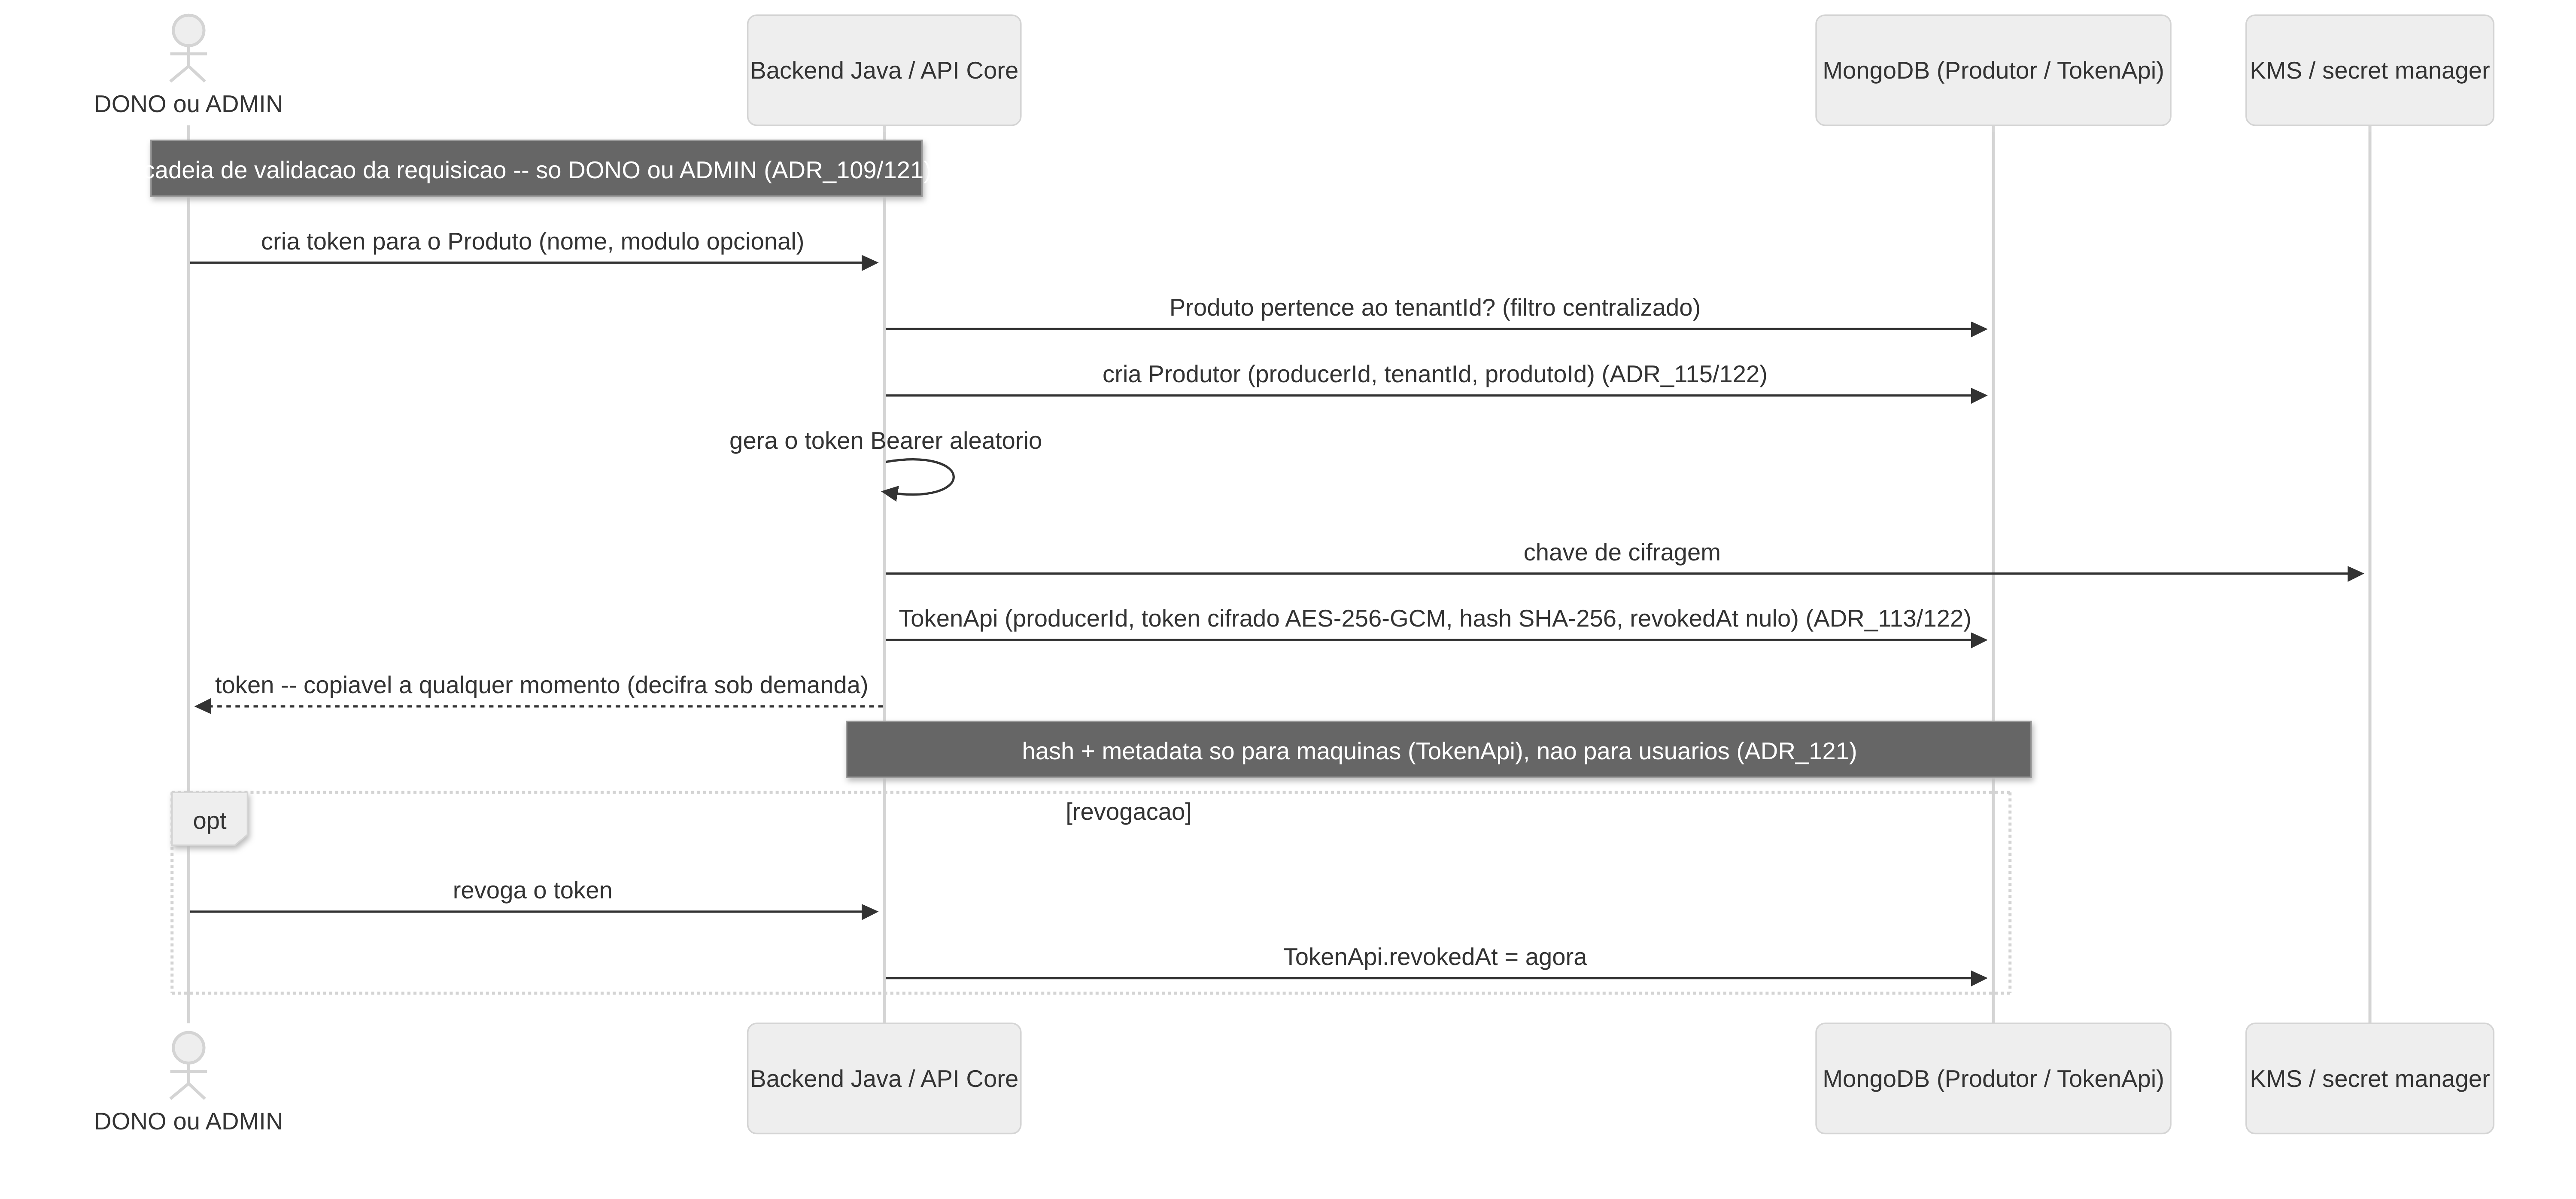 DONO ou ADMIN
Backend Java / API Core
MongoDB (Produtor / TokenApi)
KMS / secret manager
cadeia de validacao da requisicao -- so DONO ou ADMIN (ADR_109/121)
cria token para o Produto (nome, modulo opcional)
Produto pertence ao tenantId? (filtro centralizado)
cria Produtor (producerId, tenantId, produtoId) (ADR_115/122)
gera o token Bearer aleatorio
chave de cifragem
TokenApi (producerId, token cifrado AES-256-GCM, hash SHA-256, revokedAt nulo) (ADR_113/122)
token -- copiavel a qualquer momento (decifra sob demanda)
hash + metadata so para maquinas (TokenApi), nao para usuarios (ADR_121)
opt
[revogacao]
revoga o token
TokenApi.revokedAt = agora
DONO ou ADMIN
Backend Java / API Core
MongoDB (Produtor / TokenApi)
KMS / secret manager